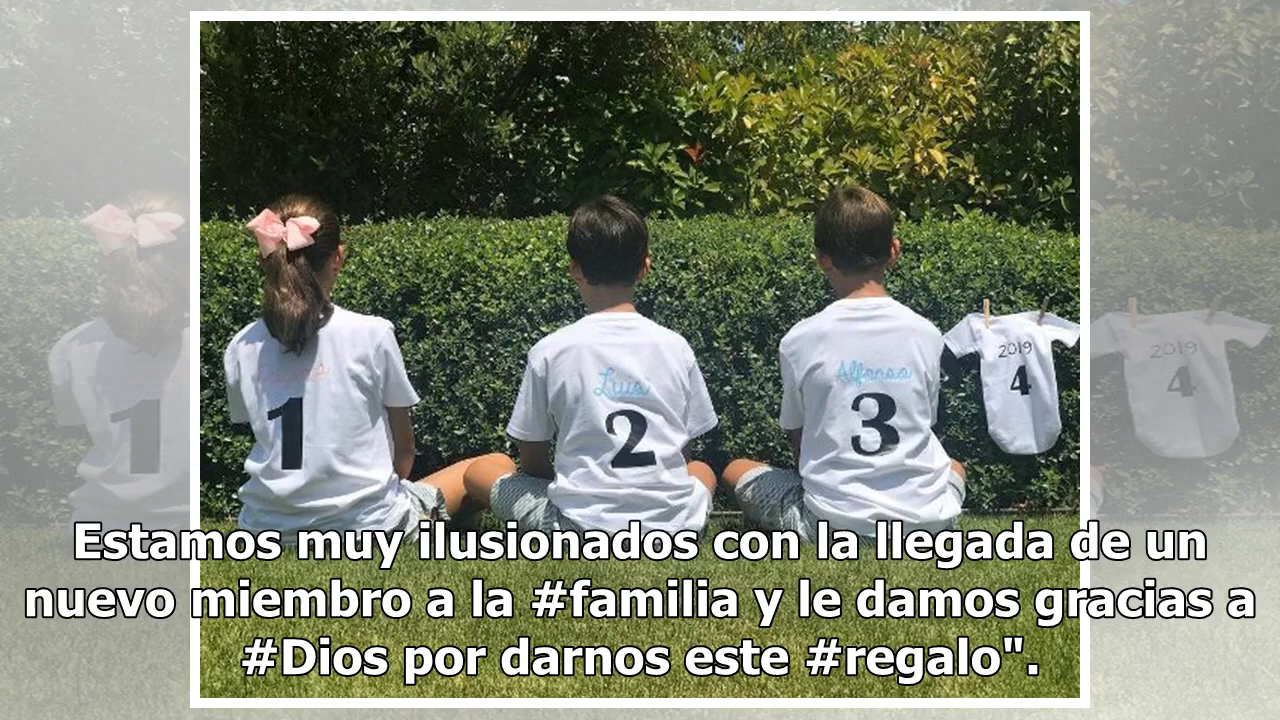 Luis
Alfonso
2019
1
2
3
4
Estamos muy ilusionados con la llegada de un
nuevo miembro a la #familia y le damos gracias a
#Dios por darnos este #regalo".